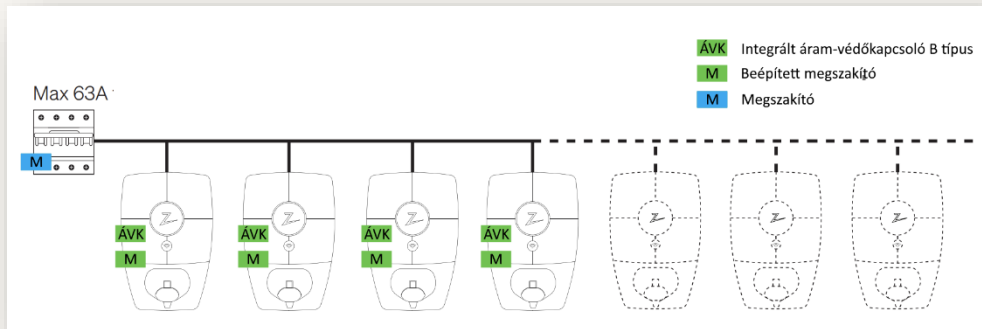 ÁVK Integrált áram-védőkapcsoló B típus
M Beépített megszakító
M Megszakító
Max 63A
M
ÁVK ÁVK ÁVK ÁVK
M M M M